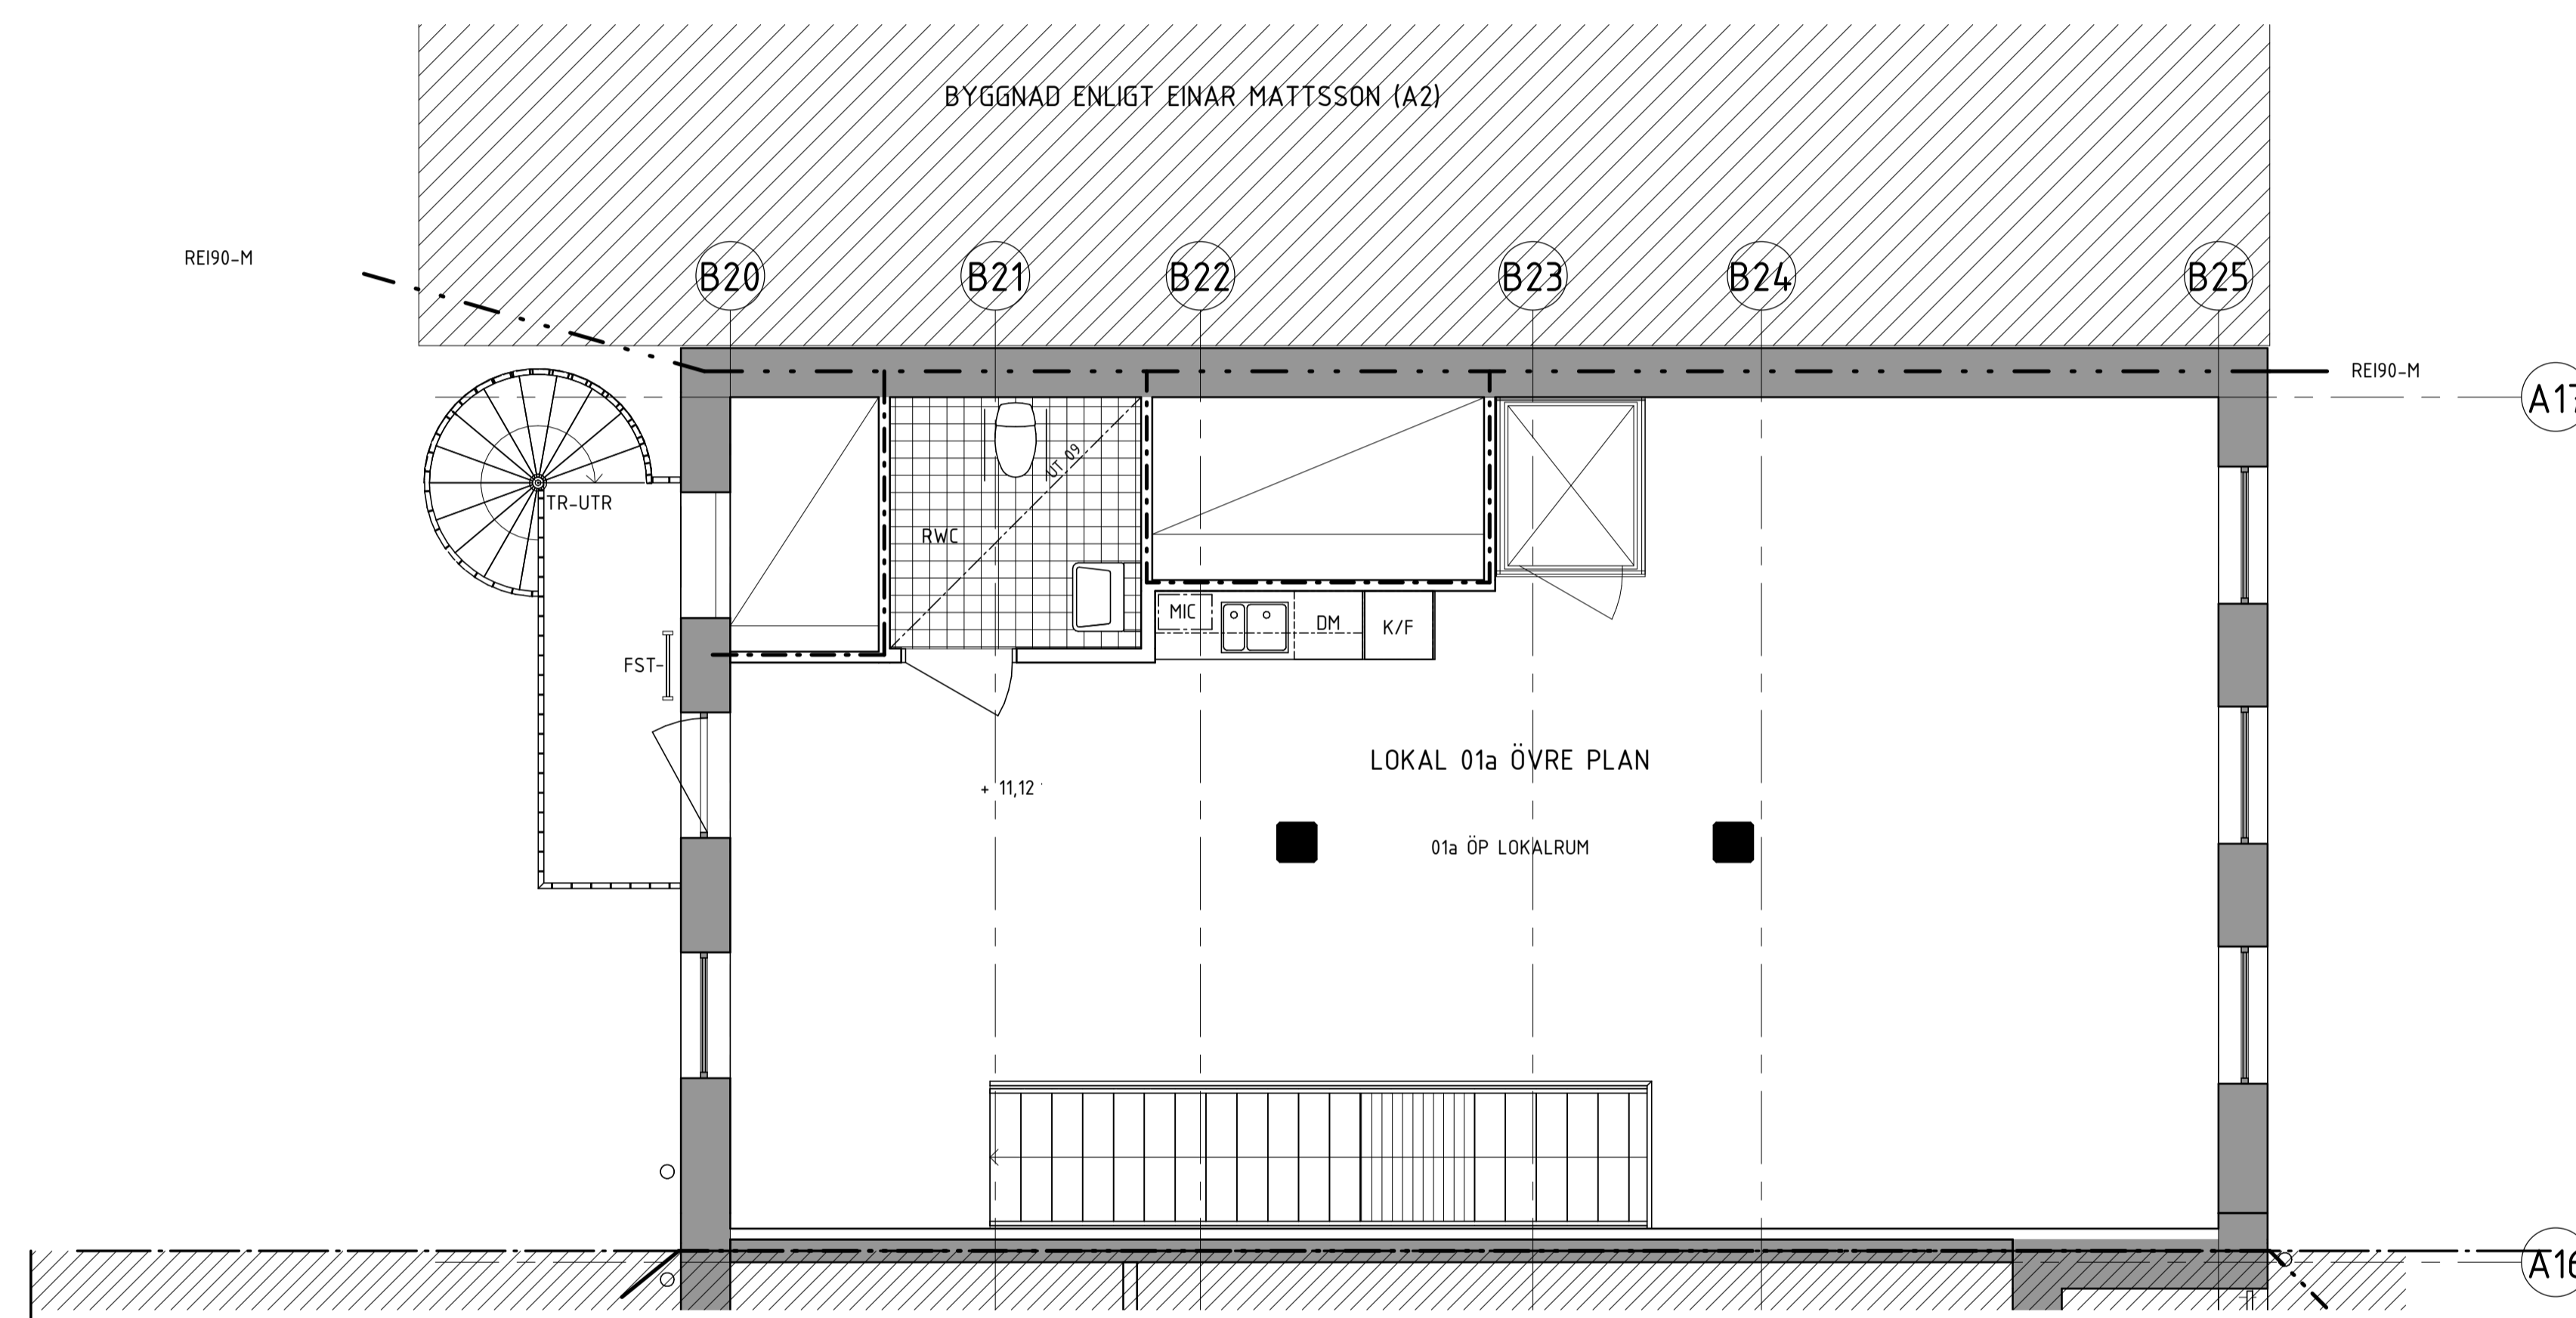 BYGGNAD ENLIGT EINAR MATTSSON (A2)
REI90-M
B20
B21
B22
B23
B24
B25
REI90-M
A17
UT 09
TR-UTR
RWC
MIC
DM
K/F
FST-
LOKAL 01a ÖVRE PLAN
+ 11,12
01a ÖP LOKALRUM
A16